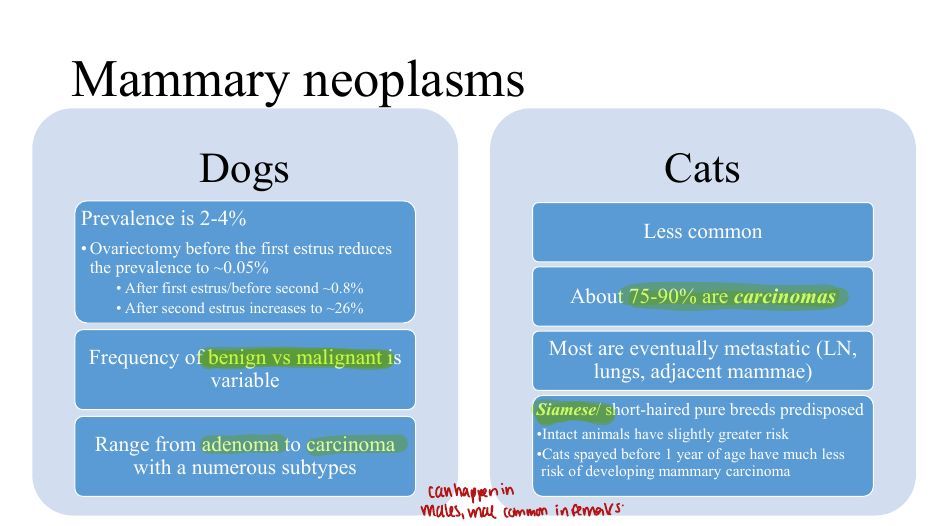 Mammary neoplasms
Dogs
Prevalence is 2-4%
• Ovariectomy before the first estrus reduces
the prevalence to ~0.05%
• After first estrus/before second ~0.8%
• After second estrus increases to ~26%
Frequency of benign vs malignant is
variable
Range from adenoma to carcinoma
with a numerous subtypes
Cats
Less common
About 75-90% are carcinomas
Most are eventually metastatic (LN,
lungs, adjacent mammae)
Siamese/ short-haired pure breeds predisposed
•Intact animals have slightly greater risk
•Cats spayed before 1 year of age have much less
risk of developing mammary carcinoma
can happen in
males, common in females